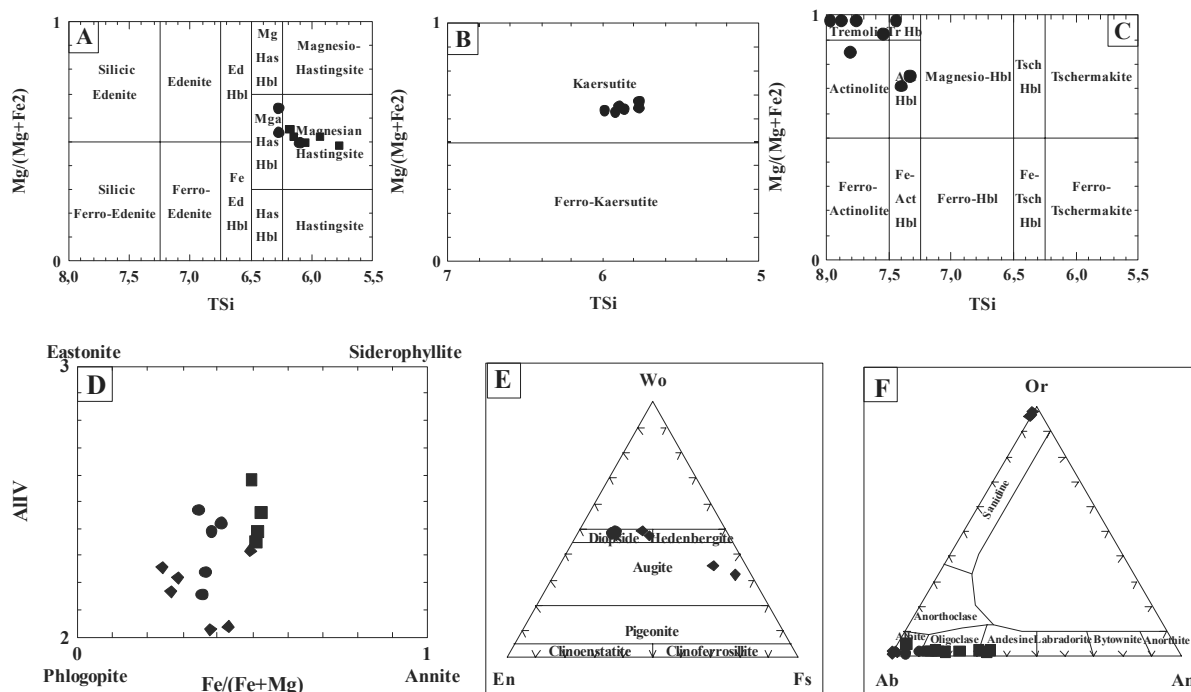 A
1
Mg/(Mg+Fe2)
0
Silicic
Edenite
Edenite
Ed
Hbl
Mg
Has
Hbl
Magnesio-
Hastingsite
Mga
Has
Hbl
Magnesian
Hastingsite
Silicic
Ferro-Edenite
Ferro-
Edenite
Fe
Ed
Hbl
Has
Hbl
Hastingsite
8,0 7,5 7,0 6,5 6,0 5,5
TSi
B
1
Mg/(Mg+Fe2)
0
Kaersutite
Ferro-Kaersutite
7 6 5
TSi
C
1
Mg/(Mg+Fe2)
0
Tr Hb
Actinolite
Hbl
Magnesio-Hbl
Tsch
Hbl
Tschermakite
Ferro-
Actinolite
Fe-
Act
Hbl
Ferro-Hbl
Fe-
Tsch
Hbl
Ferro-
Tschermakite
8,0 7,5 7,0 6,5 6,0 5,5
TSi
Eastonite Siderophyllite
D
3
AlIV
2
0 1
Phlogopite Annite
Fe/(Fe+Mg)
E
Wo
Diopside Hedenbergite
Augite
Pigeonite
Clinoenstatite Clinoferrosillite
En Fs
F
Or
Sanidine
Anorthoclase
Albite Oligoclase Andesine Labradorite Bytownite Anorthite
Ab An